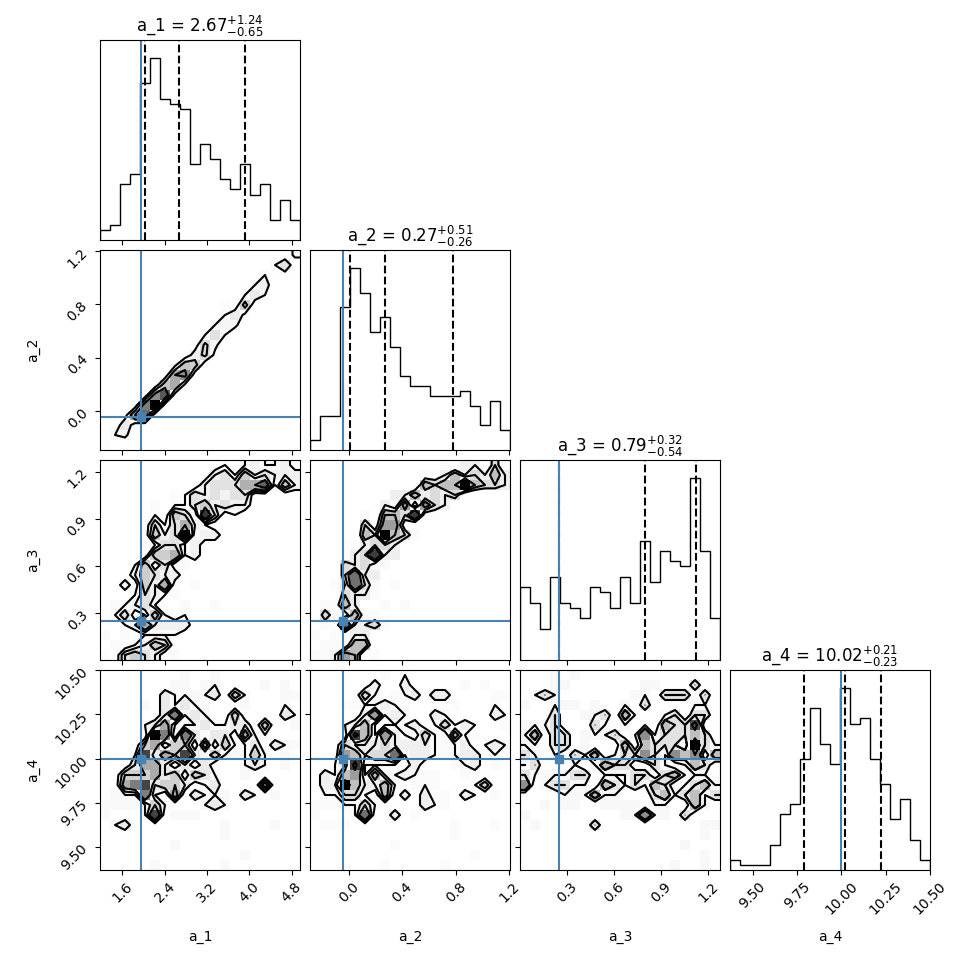 a_1 = 2.67+1.24−0.65
1.2
0.8
0.4
0.0
a_2
a_2 = 0.27+0.51−0.26
1.2
0.9
0.6
0.3
a_3
a_3 = 0.79+0.32−0.54
10.50
10.25
10.00
9.75
9.50
a_4
a_4 = 10.02+0.21−0.23
1.6 2.4 3.2 4.0 4.8
0.0 0.4 0.8 1.2
0.3 0.6 0.9 1.2
9.50 9.75 10.00 10.25 10.50
a_1 a_2 a_3 a_4